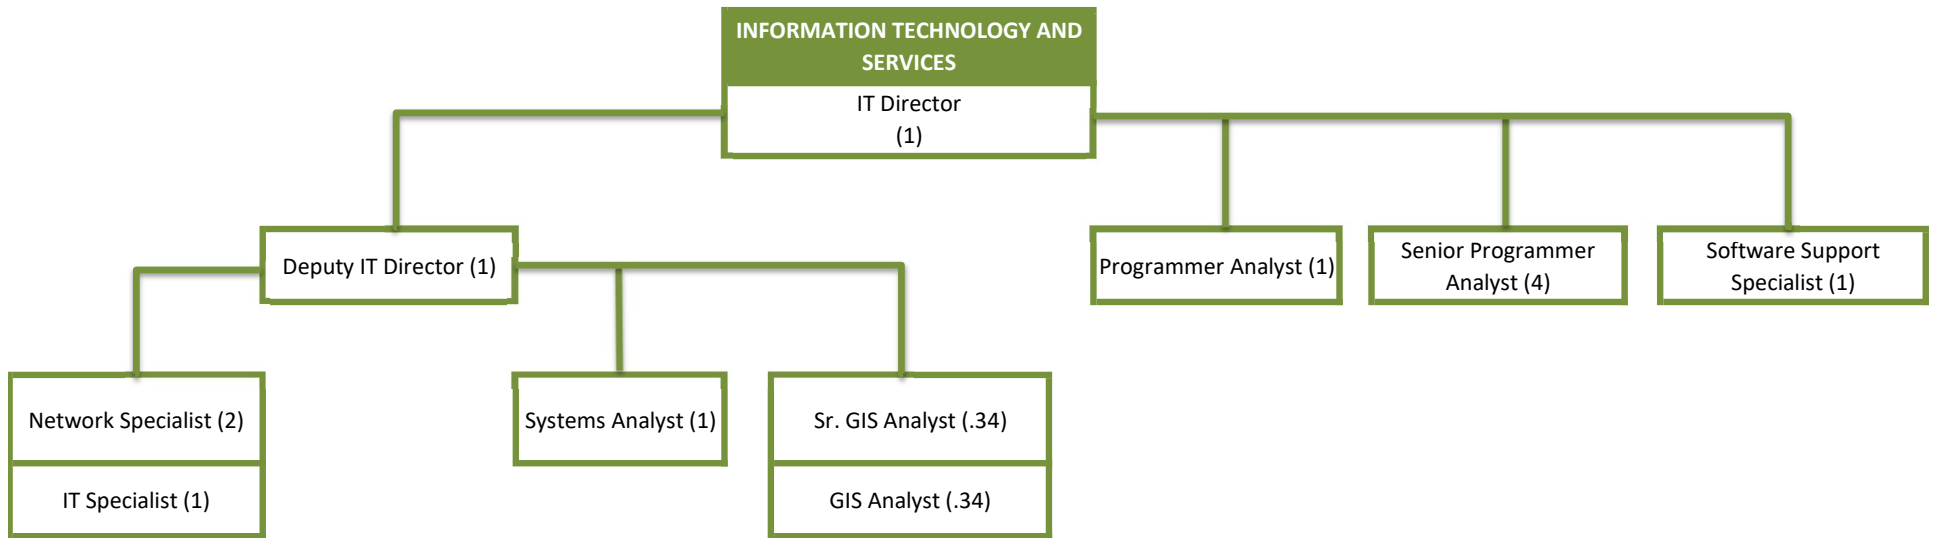 INFORMATION TECHNOLOGY AND
SERVICES
IT Director
(1)
Deputy IT Director (1)
Programmer Analyst (1)
Senior Programmer
Analyst (4)
Software Support
Specialist (1)
Network Specialist (2)
IT Specialist (1)
Systems Analyst (1)
Sr. GIS Analyst (.34)
GIS Analyst (.34)